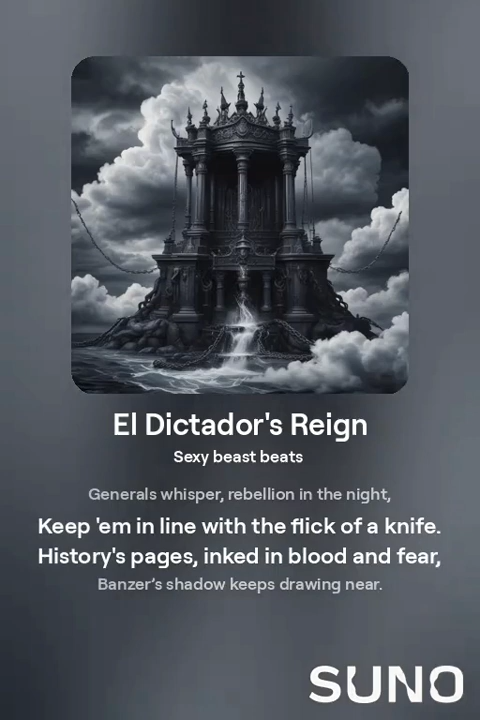 El Dictador's Reign
Sexy beast beats
Generals whisper, rebellion in the night,
Keep 'em in line with the flick of a knife.
History's pages, inked in blood and fear,
Banzer’s shadow keeps drawing near.
SUNO